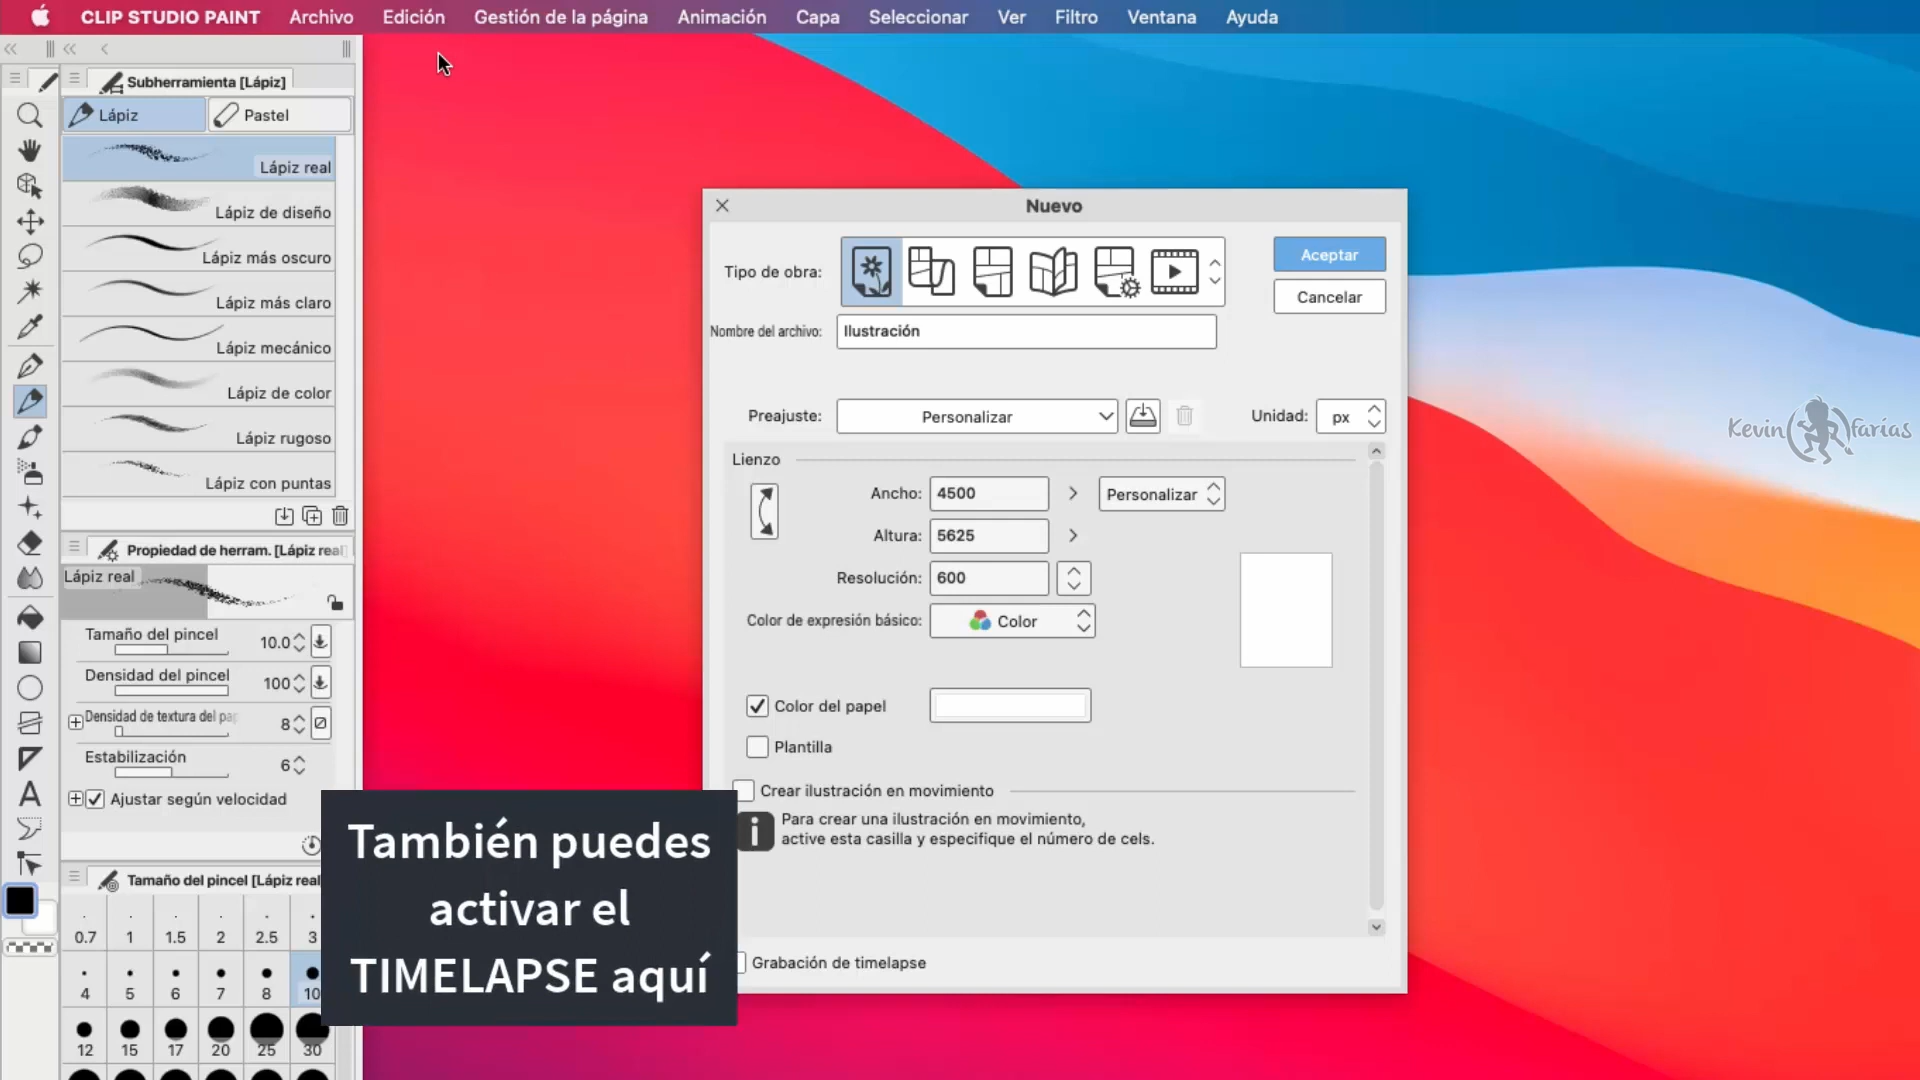 CLIP STUDIO PAINT Archivo Edición Gestión de la página Animación Capa Seleccionar Ver Filtro Ventana Ayuda
Subherramienta [Lápiz]
Lápiz Pastel
Lápiz real
Lápiz de diseño
Lápiz más oscuro
Lápiz más claro
Lápiz mecánico
Lápiz de color
Lápiz rugoso
Lápiz con puntas
Propiedad de herram. [Lápiz real]
Lápiz real
Tamaño del pincel 10.0
Densidad del pincel 100
Densidad de textura del pap 8
Estabilización 6
Ajustar según velocidad
Tamaño del pincel [Lápiz real
0.7 1 1.5 2 2.5 3
4 5 6 7 8 10
12 15 17 20 25 30
Nuevo
Tipo de obra:
Aceptar
Cancelar
Nombre del archivo: Ilustración
Preajuste: Personalizar Unidad: px
Lienzo
Ancho: 4500 Personalizar
Altura: 5625
Resolución: 600
Color de expresión básico: Color
Color del papel
Plantilla
Crear ilustración en movimiento
Para crear una ilustración en movimiento,
active esta casilla y especifique el número de cels.
Grabación de timelapse
También puedes
activar el
TIMELAPSE aquí
Kevin farías